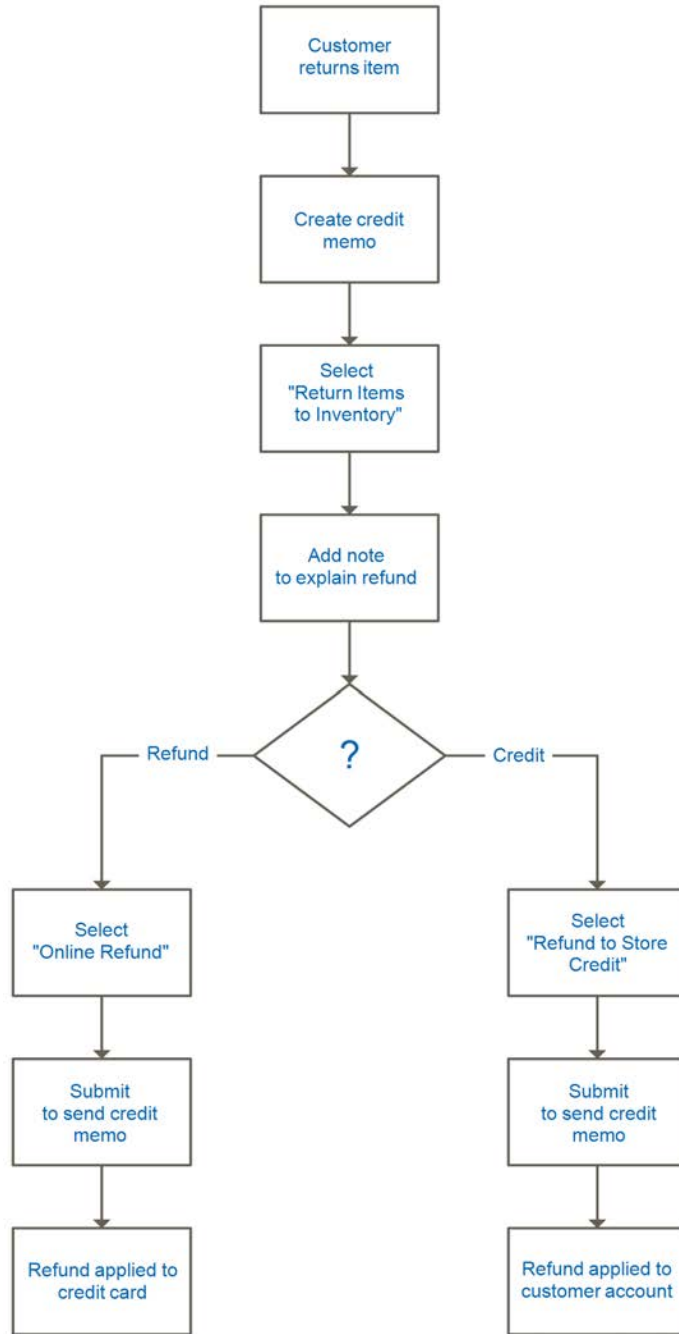 Customer
returns item
Create credit
memo
Select
"Return Items
to Inventory"
Add note
to explain refund
?
Refund
Credit
Select
"Online Refund"
Select
"Refund to Store
Credit"
Submit
to send credit
memo
Submit
to send credit
memo
Refund applied to
credit card
Refund applied to
customer account